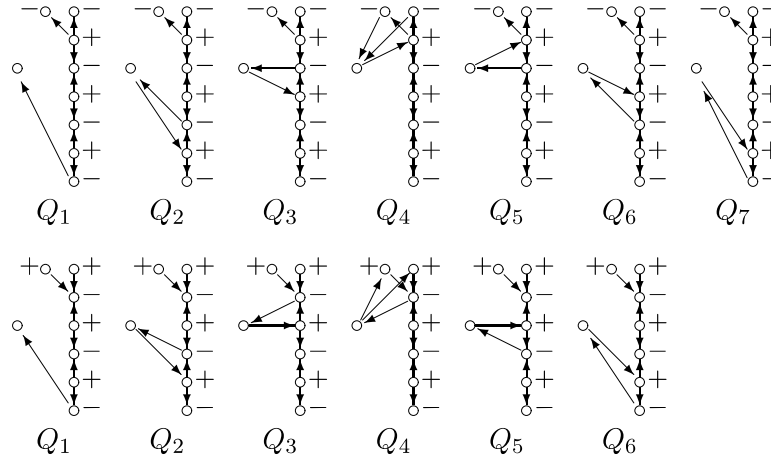 − − − − − − − − − − − − − −
+ + + + + + +
− − − − − − −
+ + + + + + +
− − − − − − −
+ + + + + + +
− − − − − − −
Q1 Q2 Q3 Q4 Q5 Q6 Q7
+ + + + + + + + + + + +
− − − − − −
+ + + + + +
− − − − − −
+ + + + + +
− − − − − −
Q1 Q2 Q3 Q4 Q5 Q6